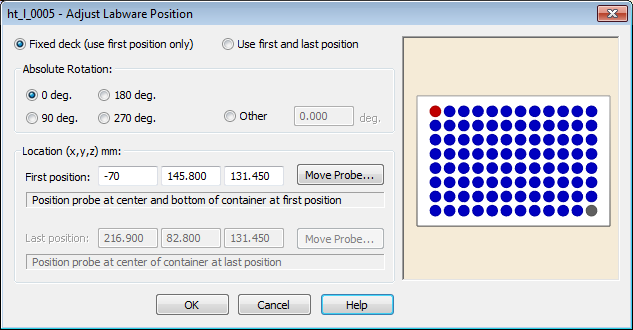 ht_l_0005 - Adjust Labware Position
Fixed deck (use first position only) Use first and last position
Absolute Rotation:
0 deg. 180 deg.
90 deg. 270 deg. Other 0.000 deg.
Location (x,y,z) mm:
First position: -70 145.800 131.450 Move Probe...
Position probe at center and bottom of container at first position
Last position: 216.900 82.800 131.450 Move Probe...
Position probe at center of container at last position
OK Cancel Help